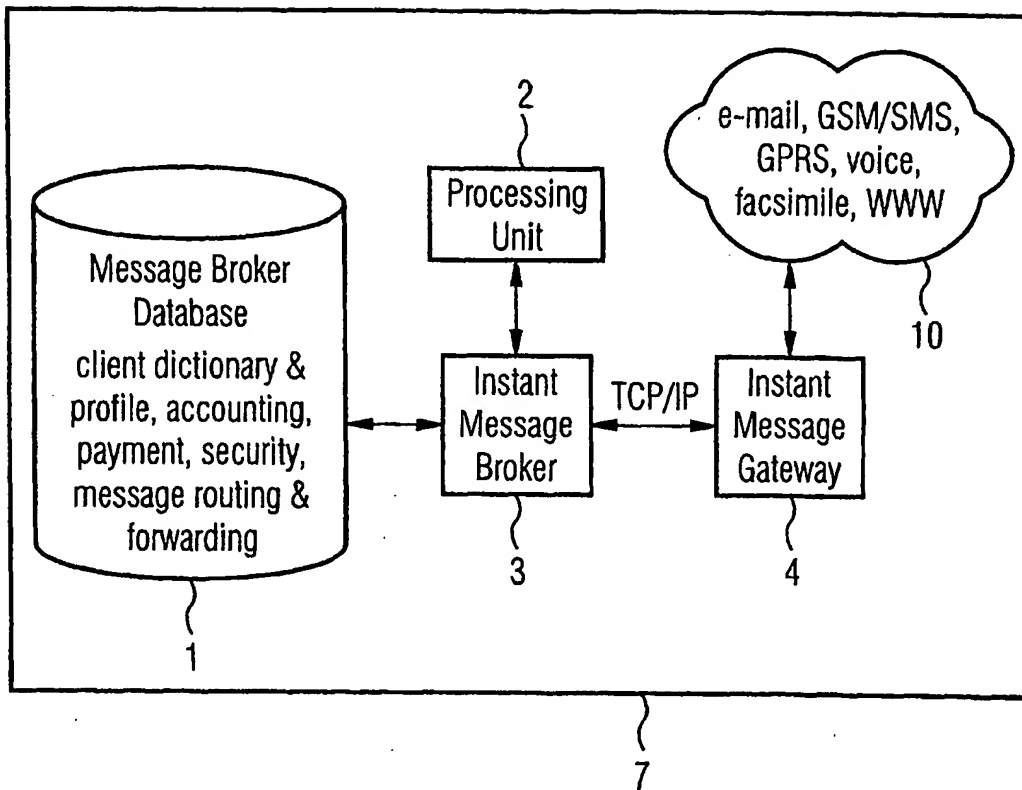 2
Processing
Unit
e-mail, GSM/SMS,
GPRS, voice,
facsimile, WWW
10
Message Broker
Database
client dictionary &
profile, accounting,
payment, security,
message routing &
forwarding
1
Instant
Message
Broker
3
TCP/IP
Instant
Message
Gateway
4
7